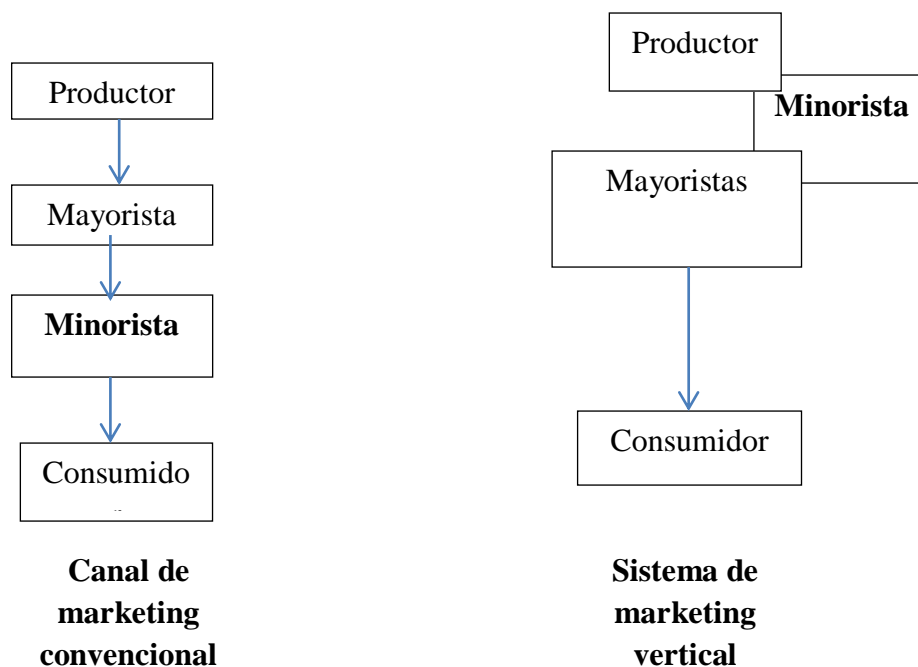 Productor
Mayorista
Minorista
Consumido
Canal de
marketing
convencional
Productor
Minorista
Mayoristas
Consumidor
Sistema de
marketing
vertical